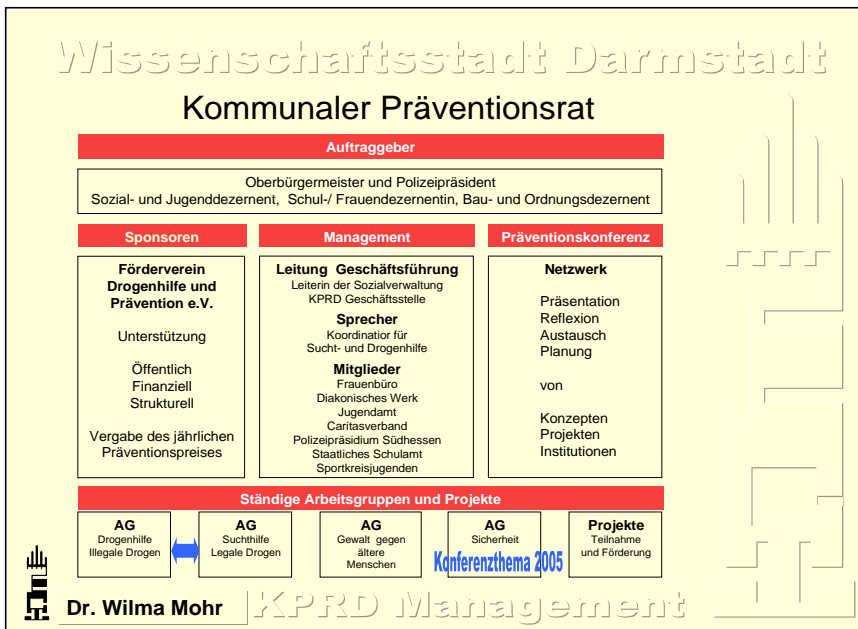 Wissenschaftsstadt Darmstadt
Kommunaler Präventionsrat
Auftraggeber
Oberbürgermeister und Polizeipräsident
Sozial- und Jugenddezernent, Schul-/ Frauendezernentin, Bau- und Ordnungsdezernent
Sponsoren
Förderverein
Drogenhilfe und
Prävention e.V.
Unterstützung
Öffentlich
Finanziell
Strukturell
Vergabe des jährlichen
Präventionspreises
Management
Leitung Geschäftsführung
Leiterin der Sozialverwaltung
KPRD Geschäftsstelle
Sprecher
Koordinatior für
Sucht- und Drogenhilfe
Mitglieder
Frauenbüro
Diakonisches Werk
Jugendamt
Caritasverband
Polizeipräsidium Südhessen
Staatliches Schulamt
Sportkreisjugenden
Präventionskonferenz
Netzwerk
Präsentation
Reflexion
Austausch
Planung
von
Konzepten
Projekten
Institutionen
Ständige Arbeitsgruppen und Projekte
AG
Drogenhilfe
Illegale Drogen
AG
Suchthilfe
Legale Drogen
AG
Gewalt gegen
ältere
Menschen
AG
Sicherheit
Konferenzthema 2005
Projekte
Teilnahme
und Förderung
Dr. Wilma Mohr
KPRD Management